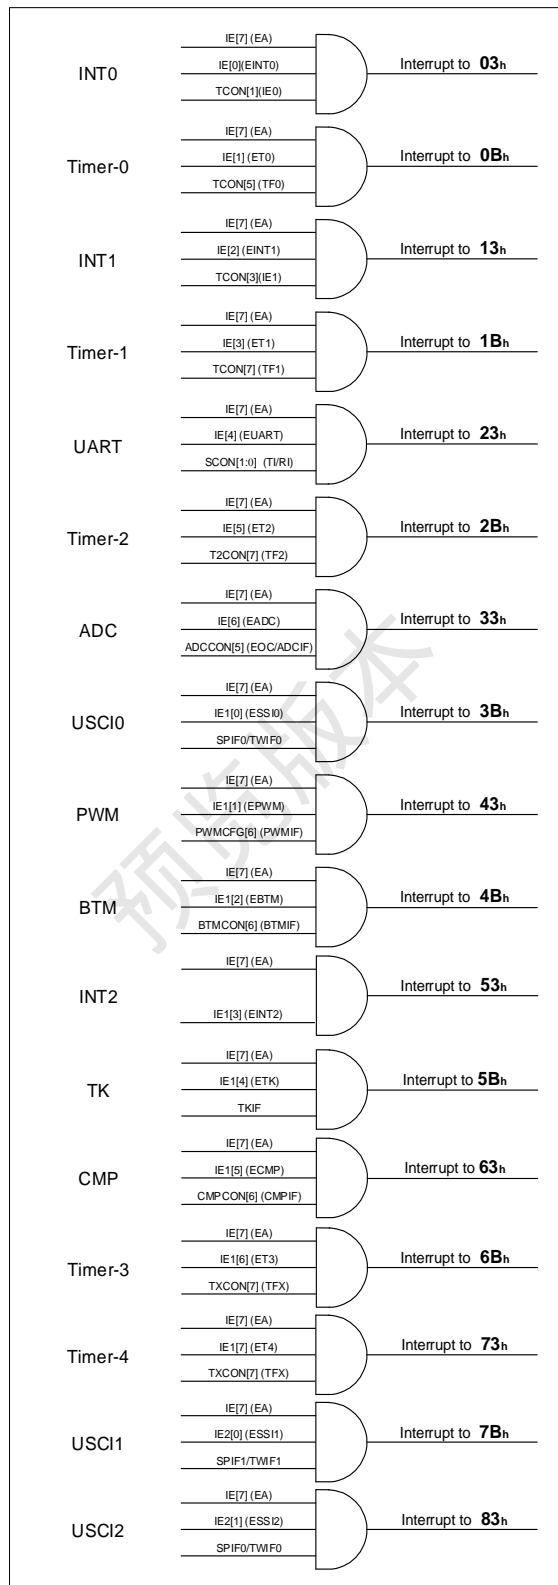 IE[7] (EA)
INT0 IE[0](EINT0) Interrupt to 03h
TCON[1](IE0)
IE[7] (EA)
Timer-0 IE[1] (ET0) Interrupt to 0Bh
TCON[5] (TF0)
IE[7] (EA)
INT1 IE[2] (EINT1) Interrupt to 13h
TCON[3](IE1)
IE[7] (EA)
Timer-1 IE[3] (ET1) Interrupt to 1Bh
TCON[7] (TF1)
IE[7] (EA)
UART IE[4] (EUART) Interrupt to 23h
SCON[1:0] (TI/RI)
IE[7] (EA)
Timer-2 IE[5] (ET2) Interrupt to 2Bh
T2CON[7] (TF2)
IE[7] (EA)
ADC IE[6] (EADC) Interrupt to 33h
ADCCON[5] (EOC/ADCIF)
IE[7] (EA)
USCI0 IE1[0] (ESSI0) Interrupt to 3Bh
SPIF0/TWIF0
IE[7] (EA)
PWM IE1[1] (EPWM) Interrupt to 43h
PWMCFG[6] (PWMIF)
IE[7] (EA)
BTM IE1[2] (EBTM) Interrupt to 4Bh
BTMCON[6] (BTMIF)
IE[7] (EA)
INT2 Interrupt to 53h
IE1[3] (EINT2)
IE[7] (EA)
TK IE1[4] (ETK) Interrupt to 5Bh
TKIF
IE[7] (EA)
CMP IE1[5] (ECMP) Interrupt to 63h
CMPCON[6] (CMPIF)
IE[7] (EA)
Timer-3 IE1[6] (ET3) Interrupt to 6Bh
TXCON[7] (TFX)
IE[7] (EA)
Timer-4 IE1[7] (ET4) Interrupt to 73h
TXCON[7] (TFX)
IE[7] (EA)
USCI1 IE2[0] (ESSI1) Interrupt to 7Bh
SPIF1/TWIF1
IE[7] (EA)
USCI2 IE2[1] (ESSI2) Interrupt to 83h
SPIF0/TWIF0
预览版本